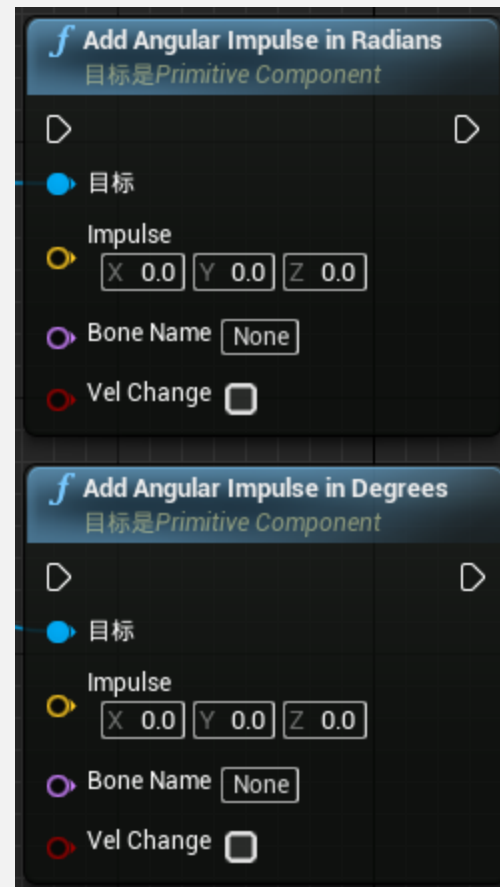 f Add Angular Impulse in Radians
目标是Primitive Component
目标
Impulse
X 0.0 Y 0.0 Z 0.0
Bone Name None
Vel Change
f Add Angular Impulse in Degrees
目标是Primitive Component
目标
Impulse
X 0.0 Y 0.0 Z 0.0
Bone Name None
Vel Change